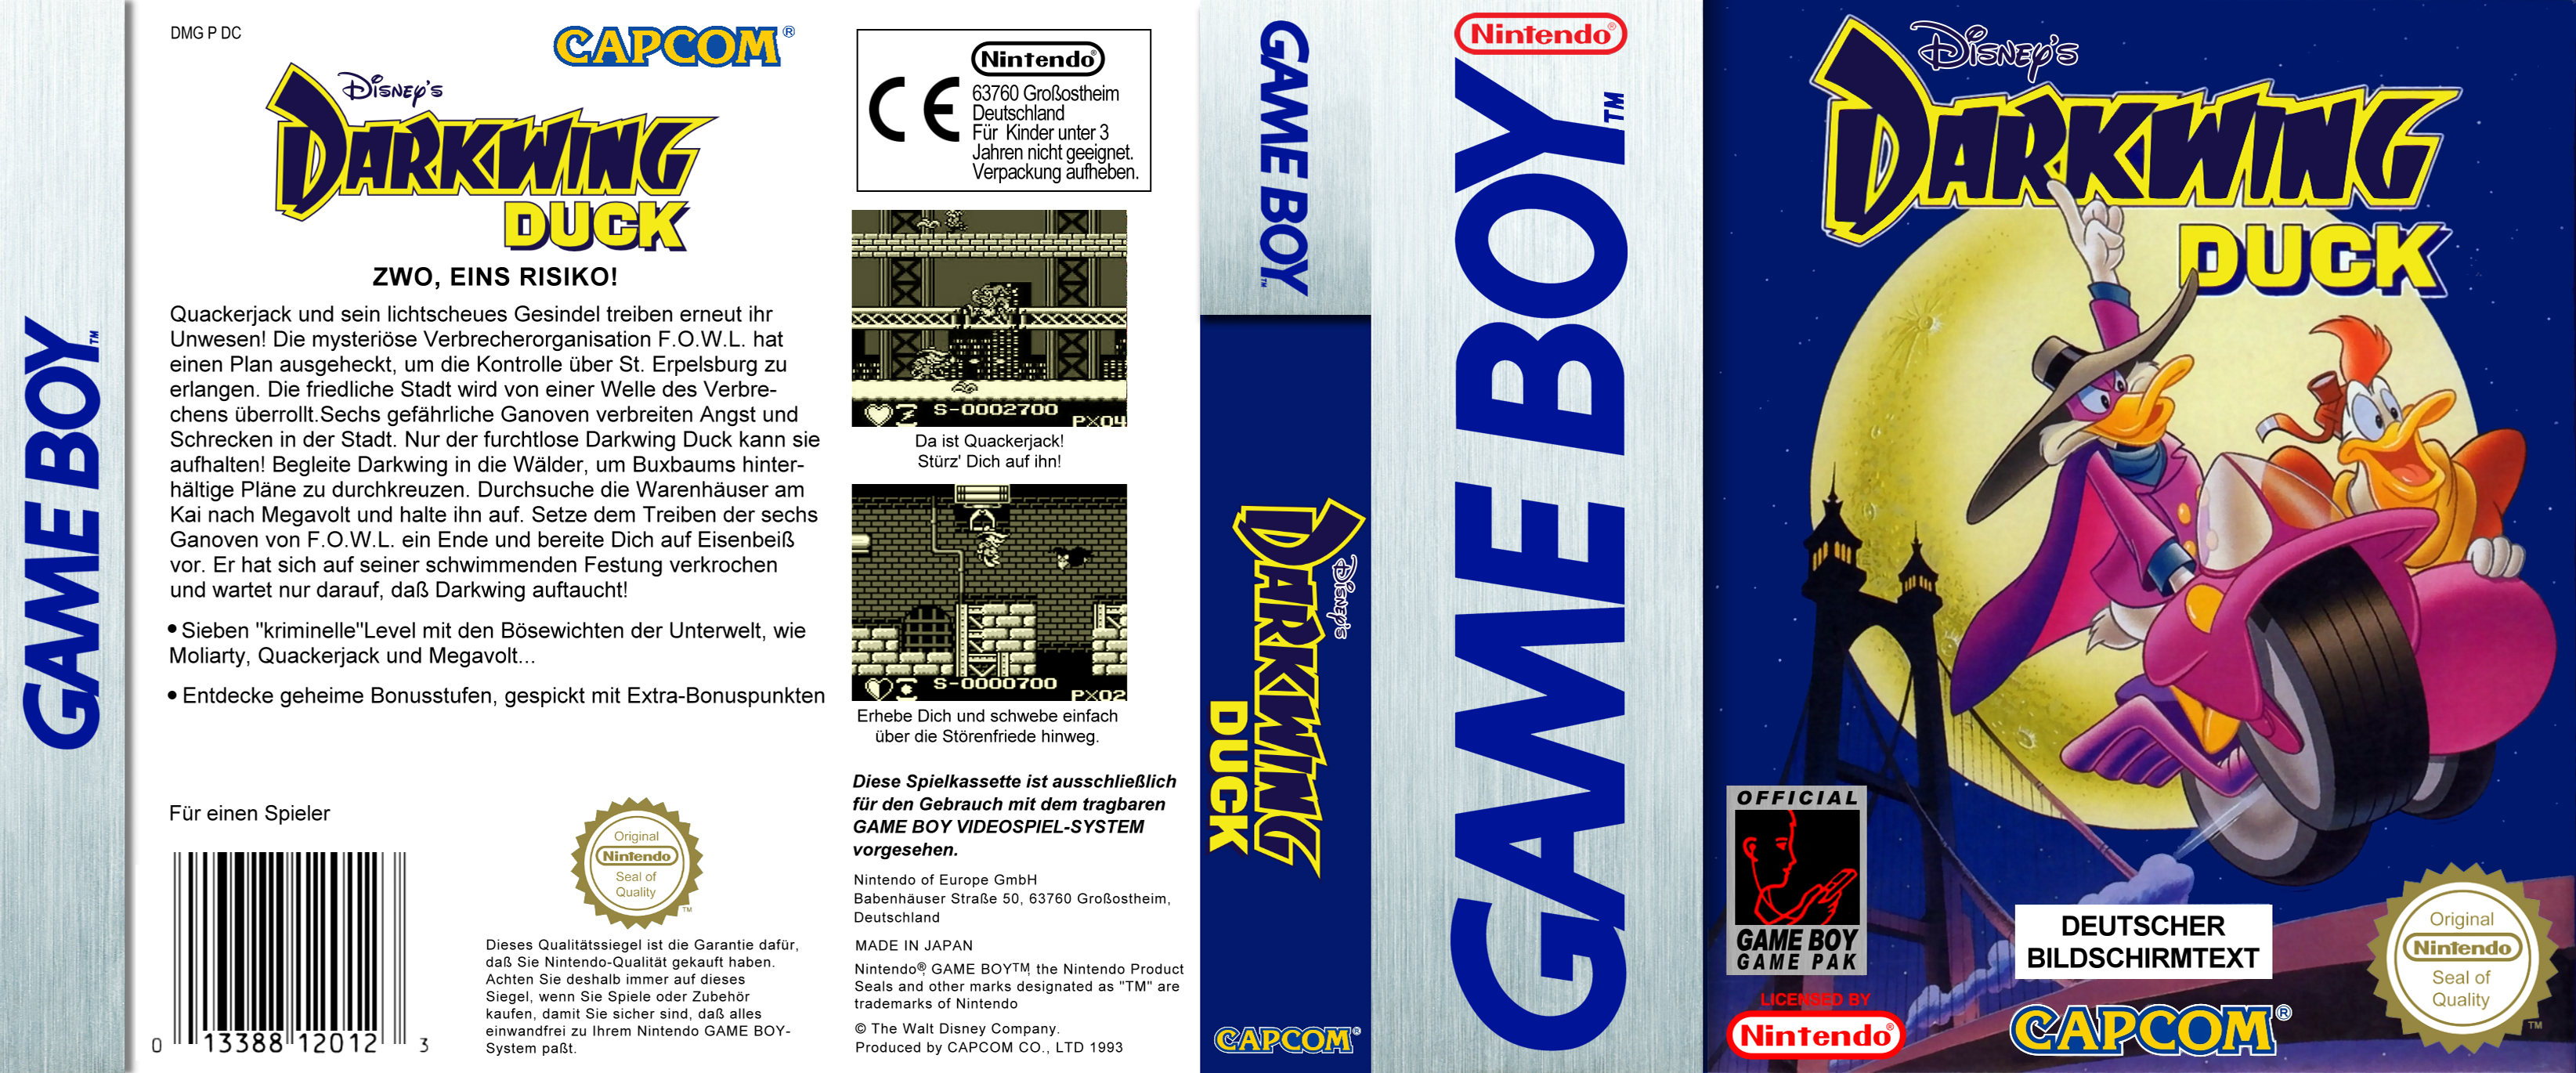 GAME BOY™
DMG P DC
CAPCOM®
DISNEY'S
DARKWING
DUCK
ZWO, EINS RISIKO!
Quackerjack und sein lichtscheues Gesindel treiben erneut ihr
Unwesen! Die mysteriöse Verbrecherorganisation F.O.W.L. hat
einen Plan ausgeheckt, um die Kontrolle über St. Erpelsburg zu
erlangen. Die friedliche Stadt wird von einer Welle des Verbre-
chens überrollt.Sechs gefährliche Ganoven verbreiten Angst und
Schrecken in der Stadt. Nur der furchtlose Darkwing Duck kann sie
aufhalten! Begleite Darkwing in die Wälder, um Buxbaums hinter-
hältige Pläne zu durchkreuzen. Durchsuche die Warenhäuser am
Kai nach Megavolt und halte ihn auf. Setze dem Treiben der sechs
Ganoven von F.O.W.L. ein Ende und bereite Dich auf Eisenbeiß
vor. Er hat sich auf seiner schwimmenden Festung verkrochen
und wartet nur darauf, daß Darkwing auftaucht!
• Sieben "kriminelle"Level mit den Bösewichten der Unterwelt, wie
Moliarty, Quackerjack und Megavolt...
• Entdecke geheime Bonusstufen, gespickt mit Extra-Bonuspunkten
Für einen Spieler
0 13388 12012 3
Original
Nintendo
Seal of
Quality
TM
Dieses Qualitätssiegel ist die Garantie dafür,
daß Sie Nintendo-Qualität gekauft haben.
Achten Sie deshalb immer auf dieses
Siegel, wenn Sie Spiele oder Zubehör
kaufen, damit Sie sicher sind, daß alles
einwandfrei zu Ihrem Nintendo GAME BOY-
System paßt.
Nintendo®
CE
63760 Großostheim
Deutschland
Für Kinder unter 3
Jahren nicht geeignet.
Verpackung aufheben.
S-0002700
P×04
Da ist Quackerjack!
Stürz' Dich auf ihn!
S-0000700
P×02
Erhebe Dich und schwebe einfach
über die Störenfriede hinweg.
Diese Spielkassette ist ausschließlich
für den Gebrauch mit dem tragbaren
GAME BOY VIDEOSPIEL-SYSTEM
vorgesehen.
Nintendo of Europe GmbH
Babenhäuser Straße 50, 63760 Großostheim,
Deutschland
MADE IN JAPAN
Nintendo®, GAME BOY™, the Nintendo Product
Seals and other marks designated as "TM" are
trademarks of Nintendo
© The Walt Disney Company.
Produced by CAPCOM CO., LTD 1993
GAME BOY™
DISNEY'S
DARKWING
DUCK
CAPCOM®
Nintendo®
GAME BOY™
DISNEY'S
DARKWING
DUCK
OFFICIAL
GAME BOY
GAME PAK
LICENSED BY
Nintendo®
DEUTSCHER
BILDSCHIRMTEXT
CAPCOM®
Original
Nintendo
Seal of
Quality
TM